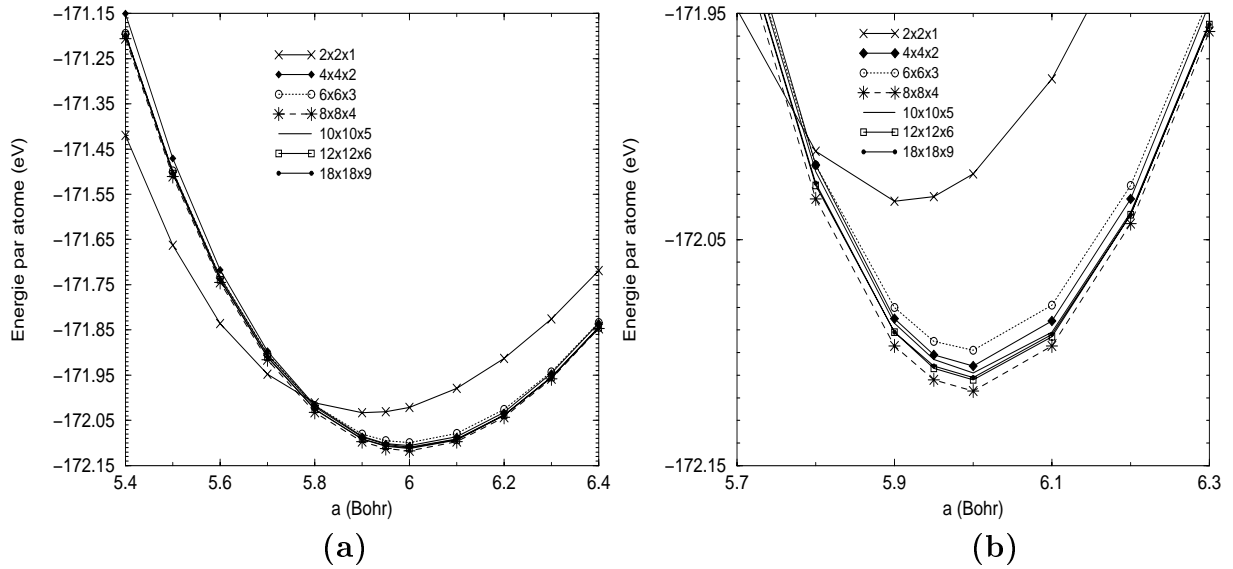 −171.15
−171.25
−171.35
−171.45
−171.55
−171.65
−171.75
−171.85
−171.95
−172.05
−172.15
Energie par atome (eV)
5.4
5.6
5.8
6
6.2
6.4
a (Bohr)
2x2x1
4x4x2
6x6x3
8x8x4
10x10x5
12x12x6
18x18x9
(a)
−171.95
−172.05
−172.15
Energie par atome (eV)
5.7
5.9
6.1
6.3
a (Bohr)
2x2x1
4x4x2
6x6x3
8x8x4
10x10x5
12x12x6
18x18x9
(b)